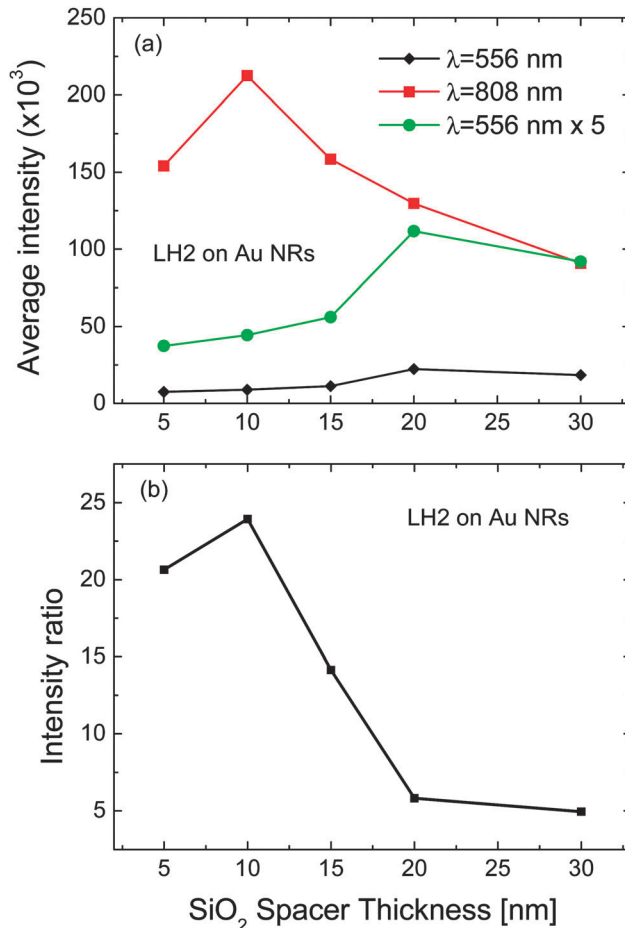 (a)
λ=556 nm
λ=808 nm
λ=556 nm x 5
LH2 on Au NRs
Average intensity (x10³)
250
200
150
100
50
0
5 10 15 20 25 30
(b)
LH2 on Au NRs
Intensity ratio
25
20
15
10
5
5 10 15 20 25 30
SiO₂ Spacer Thickness [nm]